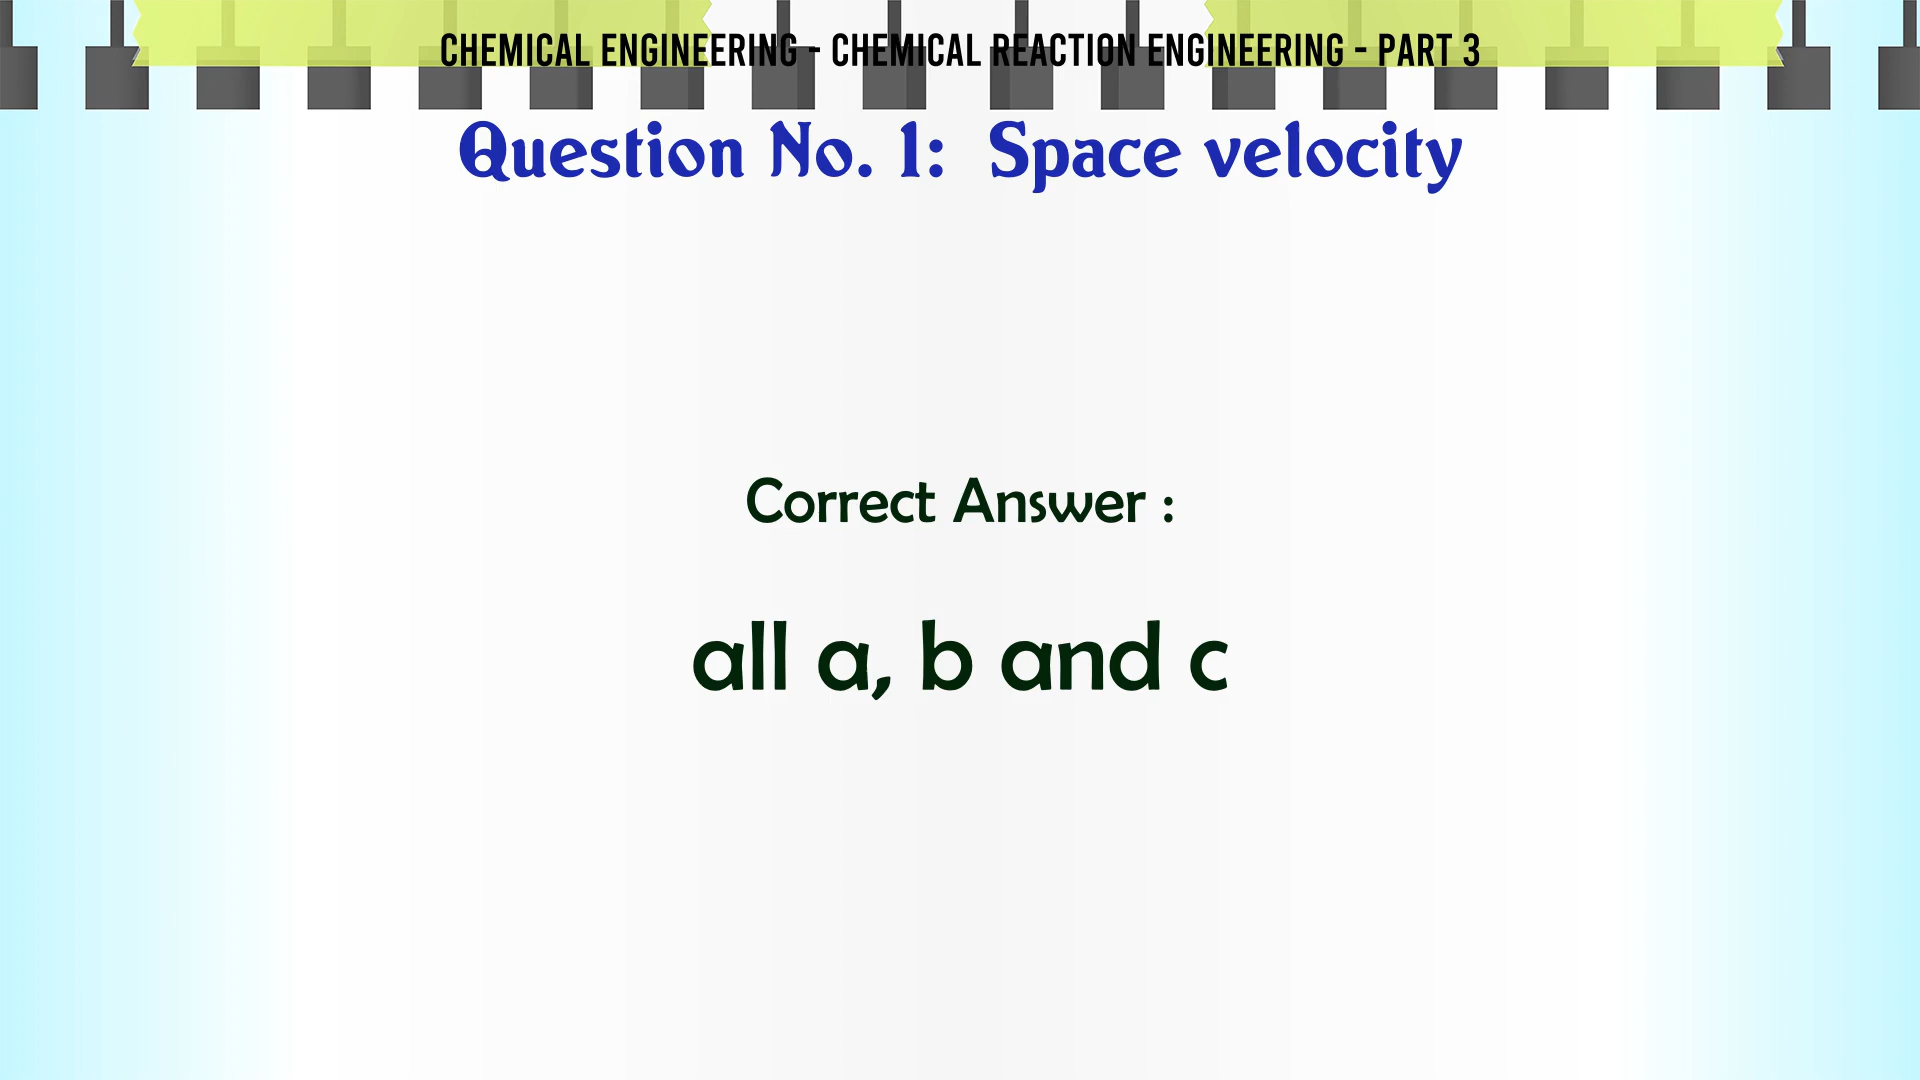 CHEMICAL ENGINEERING - CHEMICAL REACTION ENGINEERING - PART 3
Question No. 1: Space velocity
Correct Answer :
all a, b and c